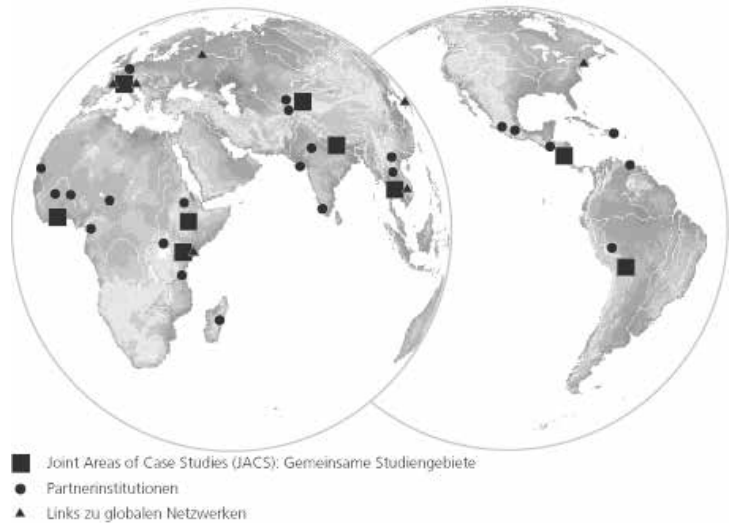 Joint Areas of Case Studies (JACS): Gemeinsame Studiengebiete
Partnerinstitutionen
Links zu globalen Netzwerken